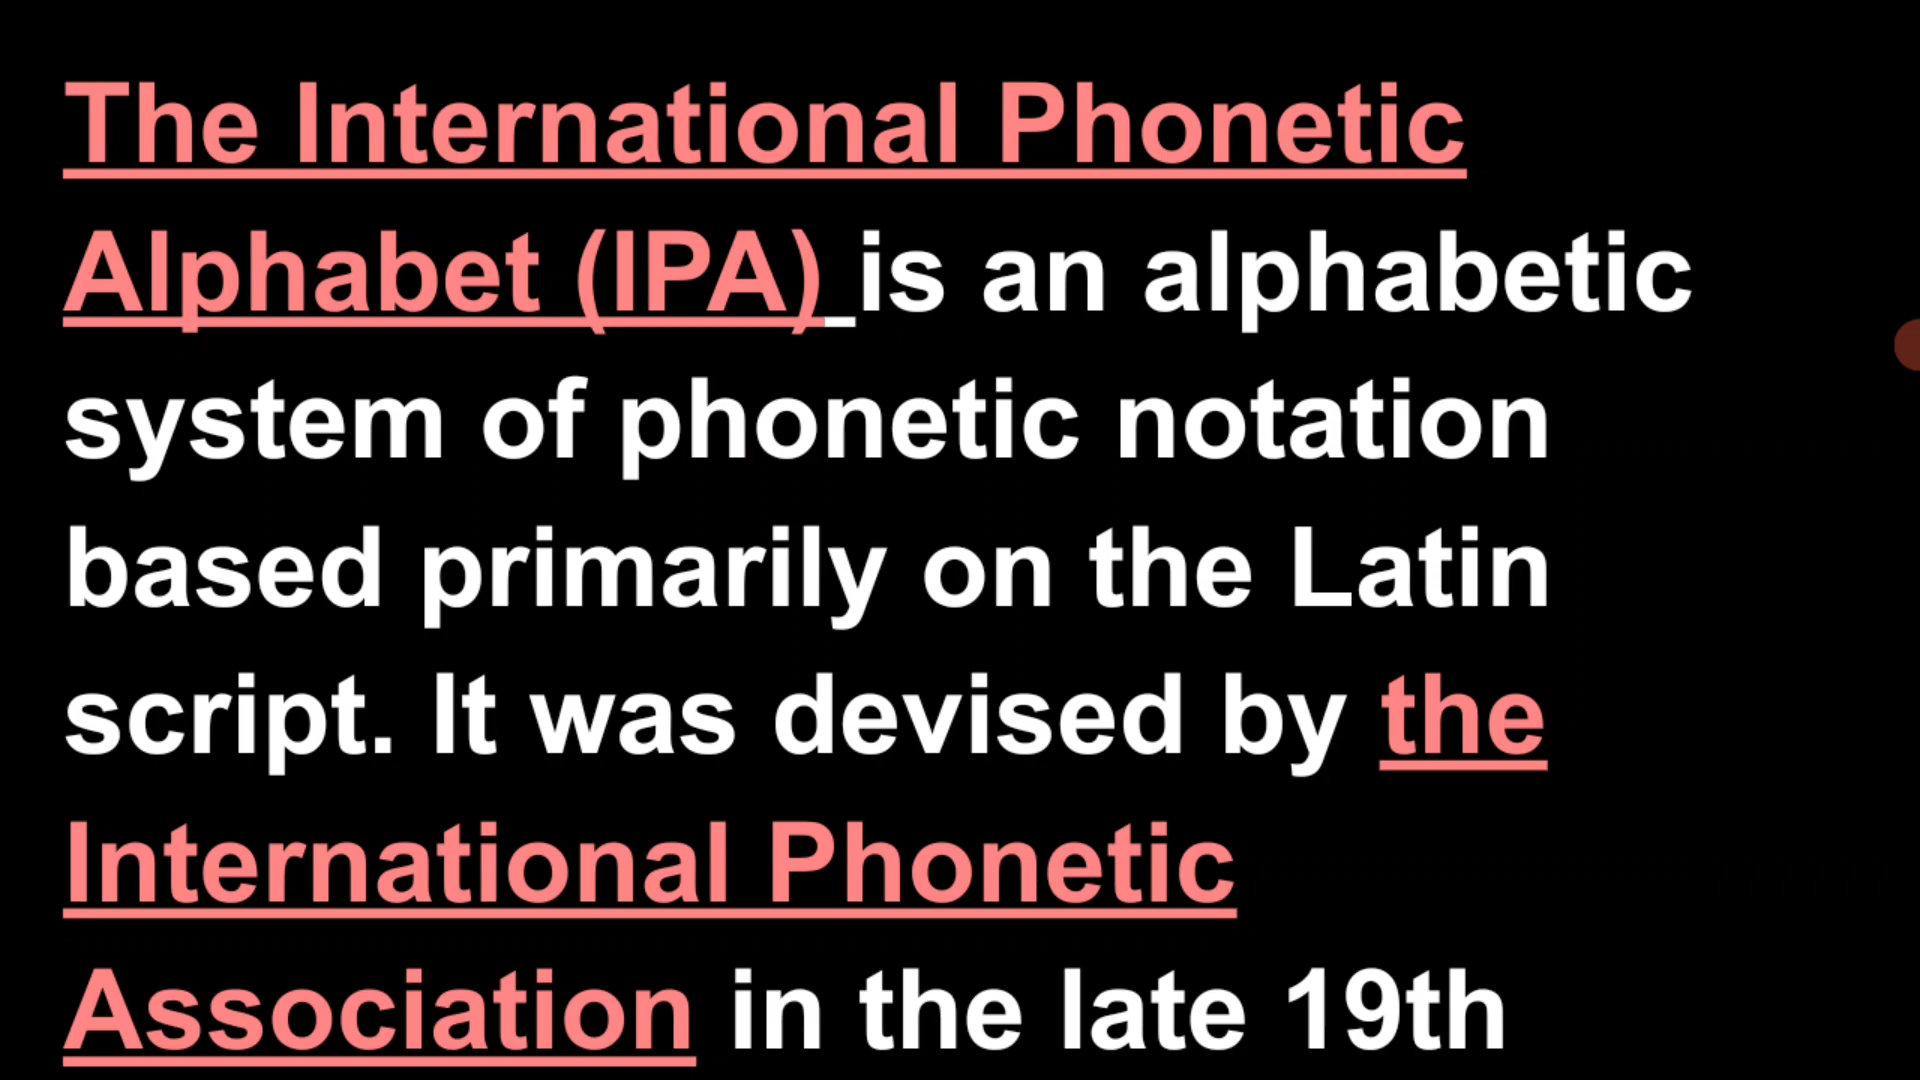 The International Phonetic
Alphabet (IPA) is an alphabetic
system of phonetic notation
based primarily on the Latin
script. It was devised by the
International Phonetic
Association in the late 19th